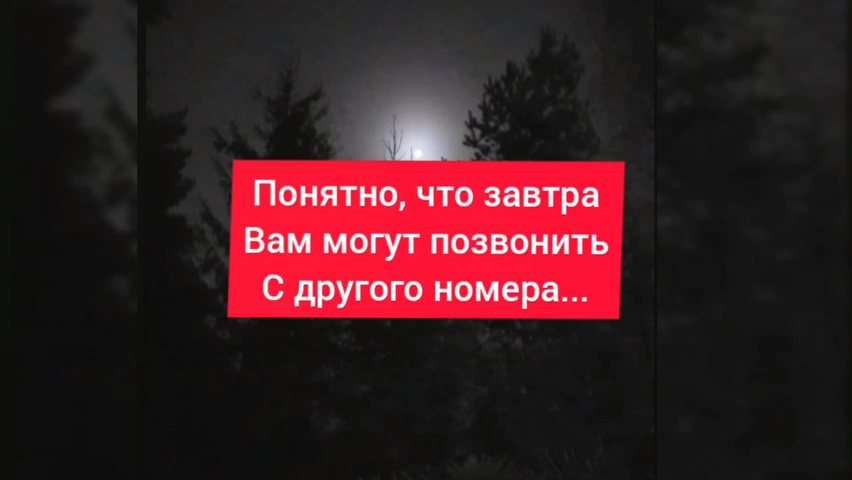 Понятно, что завтра
Вам могут позвонить
С другого номера...